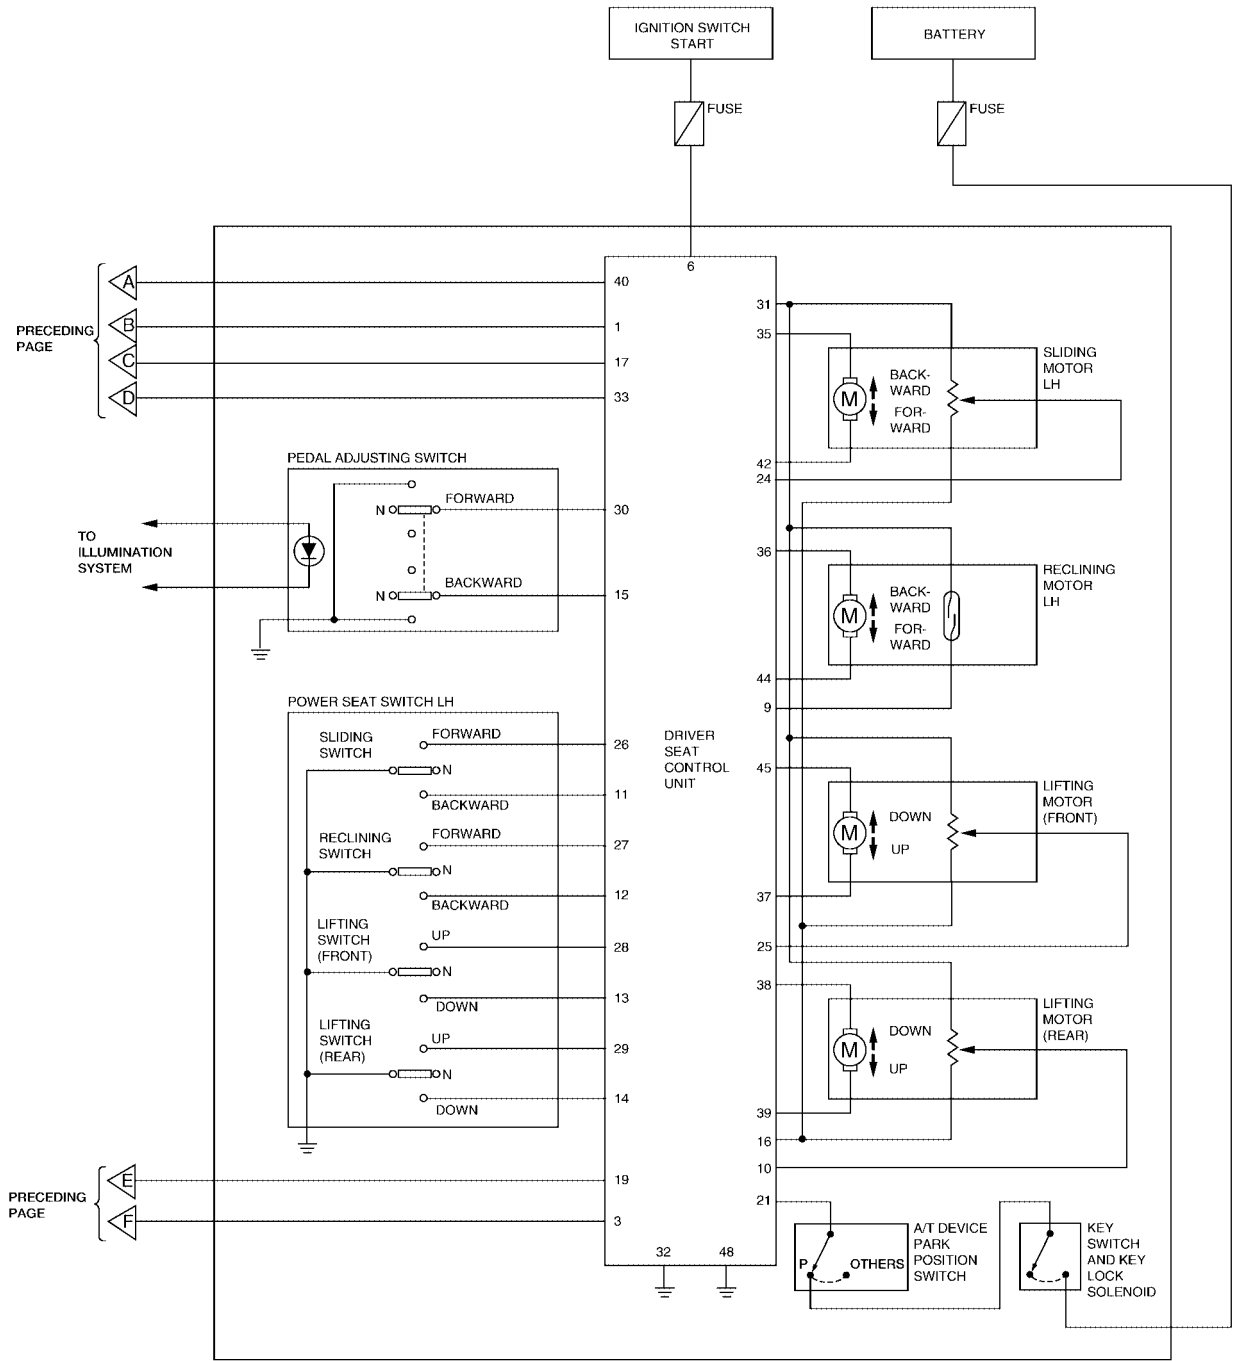 IGNITION SWITCH
START
BATTERY
FUSE
FUSE
6
A
40
B
1
C
17
D
33
PRECEDING
PAGE
31
35
SLIDING
MOTOR
LH
M
BACK-
WARD
FOR-
WARD
42
24
PEDAL ADJUSTING SWITCH
FORWARD
N
30
TO
ILLUMINATION
SYSTEM
BACKWARD
N
15
36
RECLINING
MOTOR
LH
M
BACK-
WARD
FOR-
WARD
44
9
POWER SEAT SWITCH LH
SLIDING
SWITCH
FORWARD
26
N
11
BACKWARD
RECLINING
SWITCH
FORWARD
27
N
12
BACKWARD
LIFTING
SWITCH
(FRONT)
UP
28
N
13
DOWN
LIFTING
SWITCH
(REAR)
UP
29
N
14
DOWN
DRIVER
SEAT
CONTROL
UNIT
45
LIFTING
MOTOR
(FRONT)
M
DOWN
UP
37
25
38
LIFTING
MOTOR
(REAR)
M
DOWN
UP
39
16
10
21
PRECEDING
PAGE
E
19
F
3
32
48
P
OTHERS
A/T DEVICE
PARK
POSITION
SWITCH
KEY
SWITCH
AND KEY
LOCK
SOLENOID